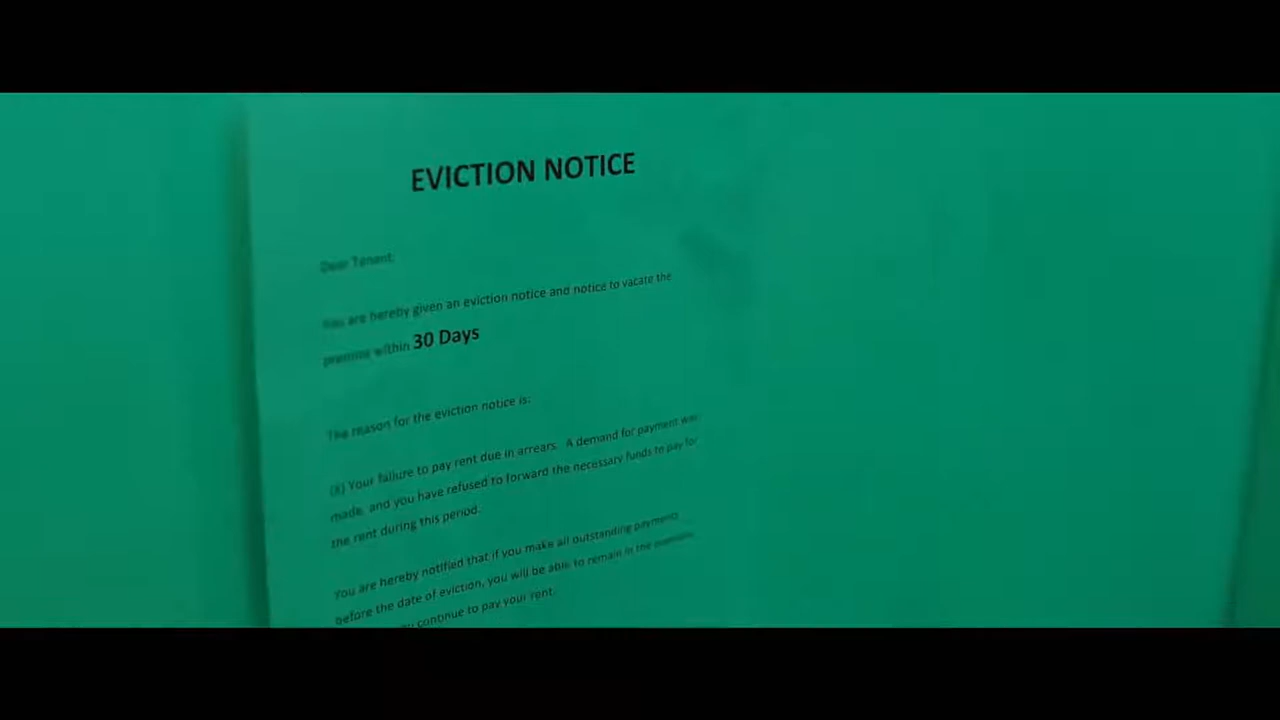 EVICTION NOTICE
Dear Tenant:
You are hereby given an eviction notice and notice to vacate the
premise within 30 Days
The reason for the eviction notice is:
(s) Your failure to pay rent due in arrears. A demand for payment was
made, and you have refused to forward the necessary funds to pay for
the rent during this period.
You are hereby notified that if you make all outstanding payments
before the date of eviction, you will be able to remain in the
continue to pay your rent.